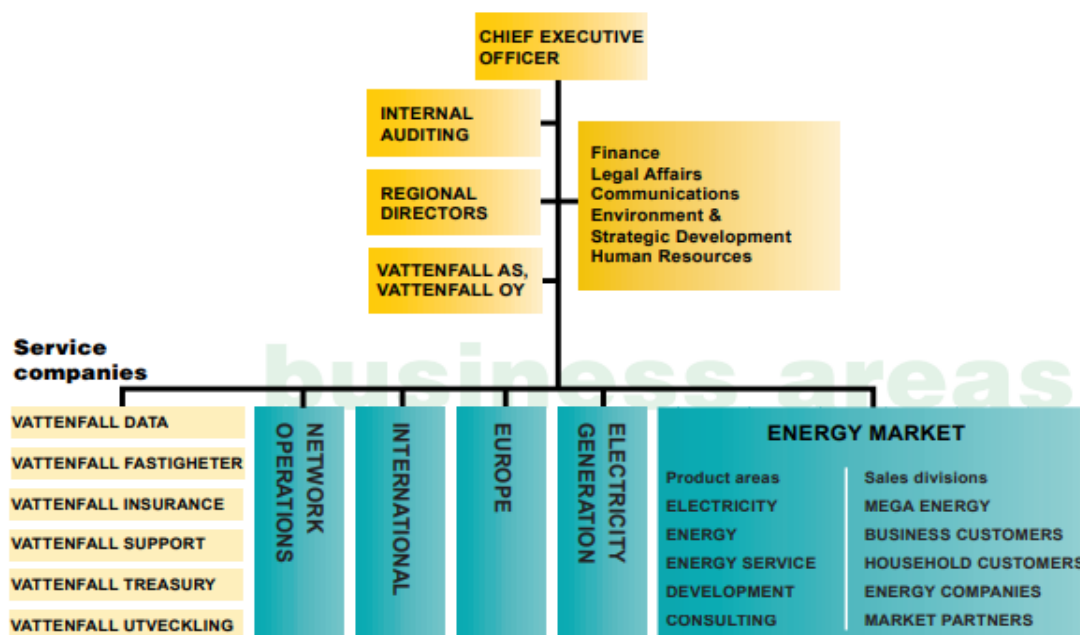 CHIEF EXECUTIVE
OFFICER
INTERNAL
AUDITING
REGIONAL
DIRECTORS
VATTENFALL AS,
VATTENFALL OY
Finance
Legal Affairs
Communications
Environment &
Strategic Development
Human Resources
business areas
Service
companies
VATTENFALL DATA
VATTENFALL FASTIGHETER
VATTENFALL INSURANCE
VATTENFALL SUPPORT
VATTENFALL TREASURY
VATTENFALL UTVECKLING
NETWORK
OPERATIONS
INTERNATIONAL
EUROPE
ELECTRICITY
GENERATION
ENERGY MARKET
Product areas
ELECTRICITY
ENERGY
ENERGY SERVICE
DEVELOPMENT
CONSULTING
Sales divisions
MEGA ENERGY
BUSINESS CUSTOMERS
HOUSEHOLD CUSTOMERS
ENERGY COMPANIES
MARKET PARTNERS